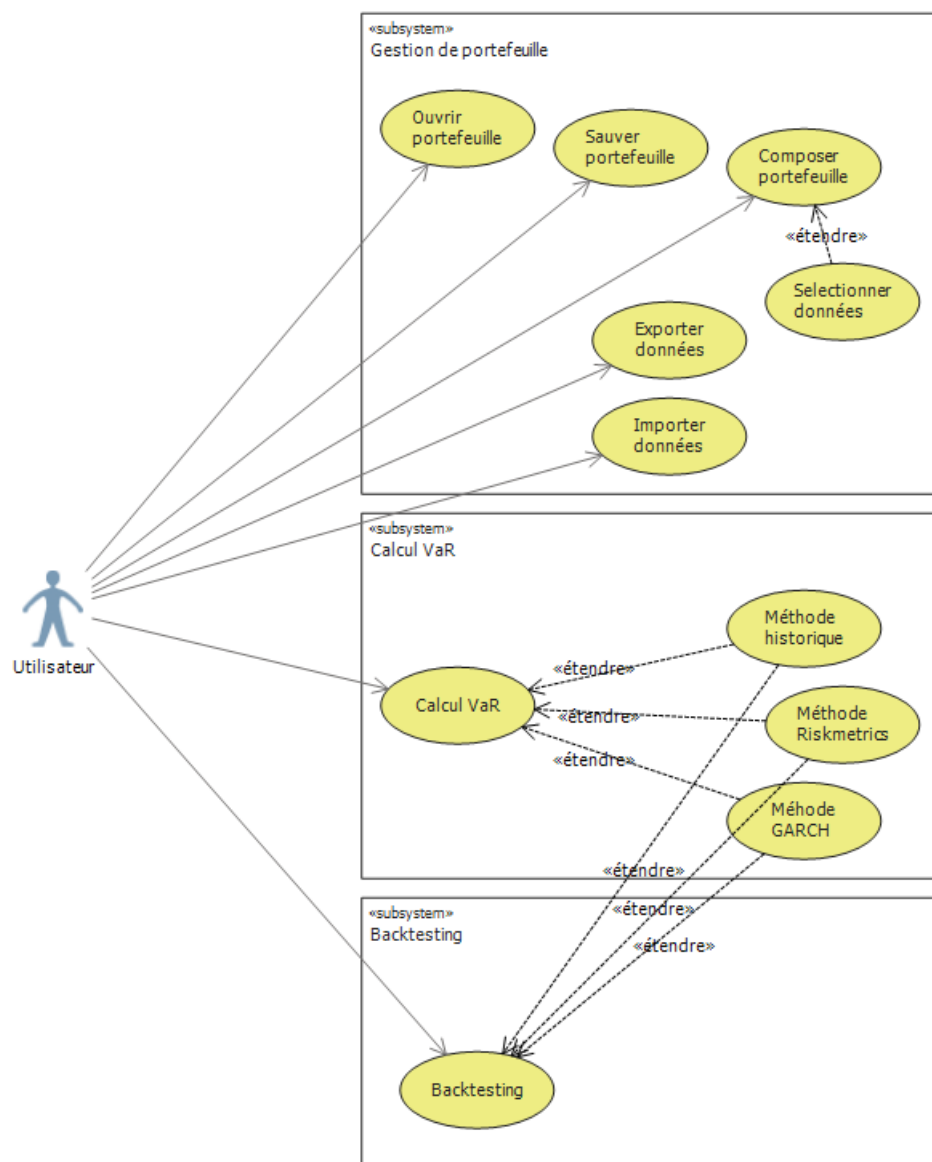 «subsystem»
Gestion de portefeuille
Ouvrir
portefeuille
Sauver
portefeuille
Composer
portefeuille
«étendre»
Selectionner
données
Exporter
données
Importer
données
«subsystem»
Calcul VaR
Utilisateur
Méthode
historique
«étendre»
Calcul VaR
«étendre»
Méthode
Riskmetrics
«étendre»
Méhode
GARCH
«étendre»
«étendre»
«étendre»
«subsystem»
Backtesting
Backtesting